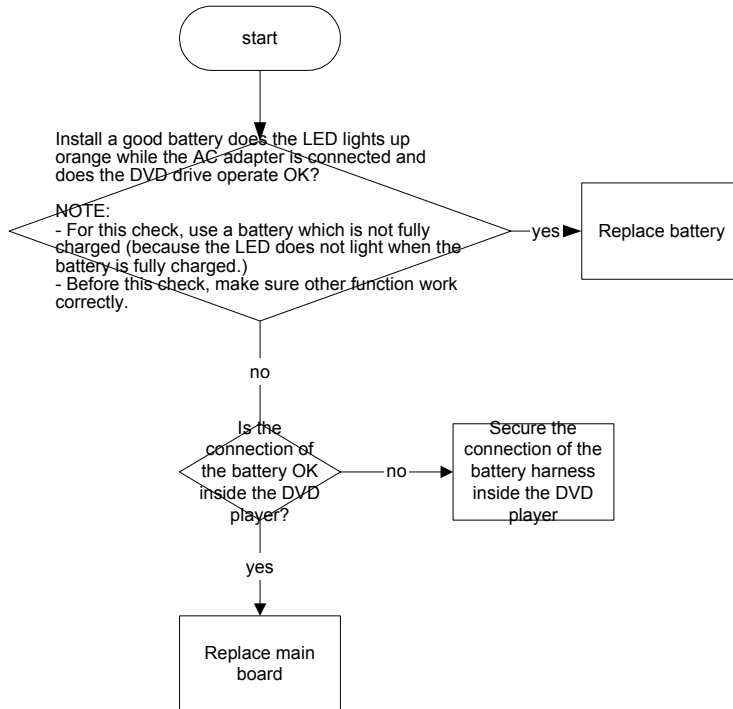 start
Install a good battery does the LED lights up
orange while the AC adapter is connected and
does the DVD drive operate OK?
NOTE:
- For this check, use a battery which is not fully
charged (because the LED does not light when the
battery is fully charged.)
- Before this check, make sure other function work
correctly.
yes
Replace battery
no
Is the
connection of
the battery OK
inside the DVD
player?
no
Secure the
connection of the
battery harness
inside the DVD
player
yes
Replace main
board